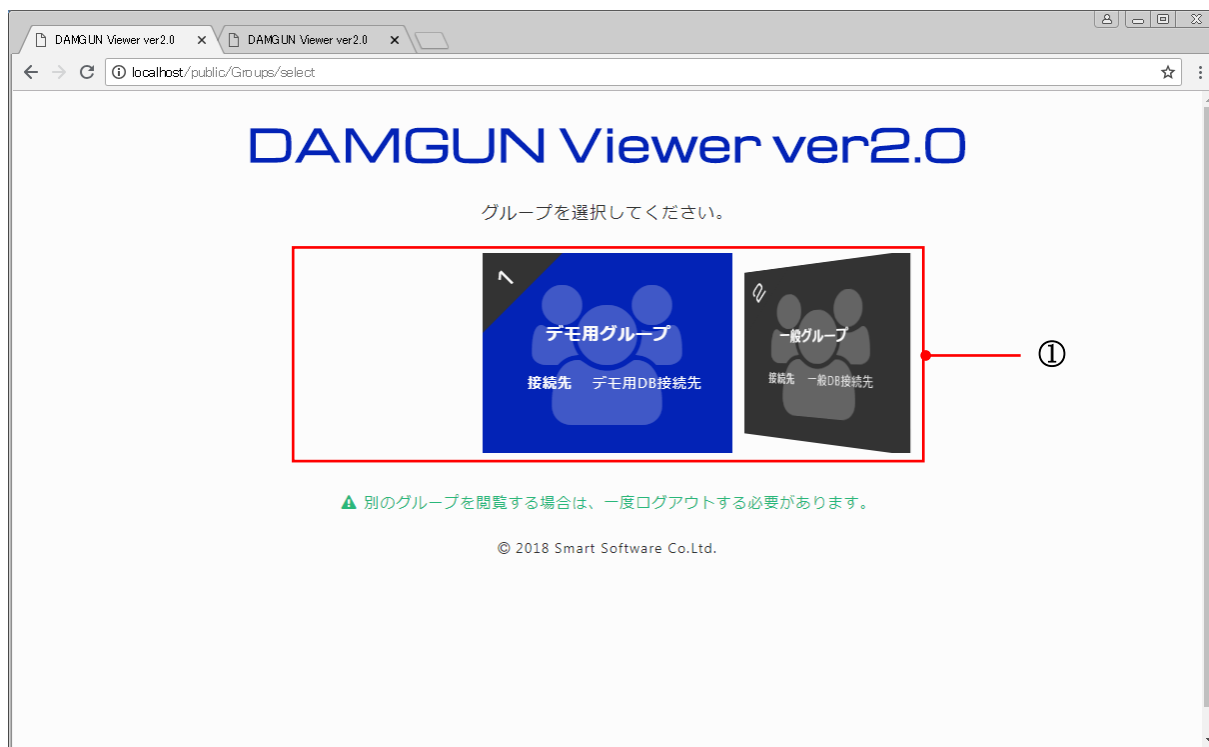 DAMGUN Viewer ver2.0
DAMGUN Viewer ver2.0
localhost/public/Groups/select
DAMGUN Viewer ver2.0
グループを選択してください。
1
デモ用グループ
接続先 デモ用DB接続先
2
一般グループ
接続先 一般DB接続先
①
別のグループを閲覧する場合は、一度ログアウトする必要があります。
© 2018 Smart Software Co.Ltd.